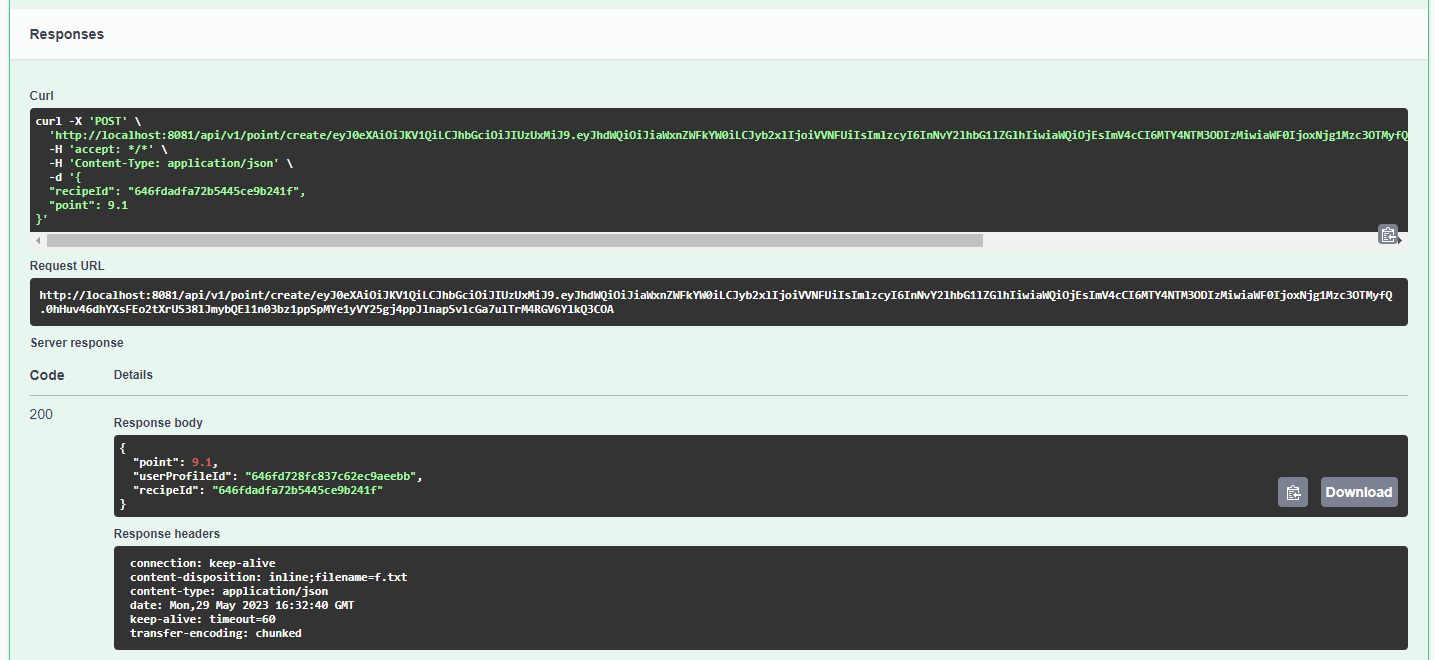 Responses
Curl
curl -X 'POST' \
'http://localhost:8081/api/v1/point/create/eyJ0eXAiOiJKV1QiLCJhbGciOiJIUzUxMiJ9.eyJhdWQiOiJiaWxnZWFkYW0iLCJyb2xlIjoiVVNFUiIsImlzcyI6InNvY2lhbG1lZGlhIiwiaWQiOjEsImV4cCI6MTY4NTM3ODIzMiwiaWF0IjoxNjg1Mzc3OTMyfQ
-H 'accept: */*' \
-H 'Content-Type: application/json' \
-d '{
"recipeId": "646fdadfa72b5445ce9b241f",
"point": 9.1
}'
Request URL
http://localhost:8081/api/v1/point/create/eyJ0eXAiOiJKV1QiLCJhbGciOiJIUzUxMiJ9.eyJhdWQiOiJiaWxnZWFkYW0iLCJyb2xlIjoiVVNFUiIsImlzcyI6InNvY2lhbG1lZGlhIiwiaWQiOjEsImV4cCI6MTY4NTM3ODIzMiwiaWF0IjoxNjg1Mzc3OTMyfQ
.0hHuv46dhYXsFEo2tXrUS38lJmybQEl1n03bz1ppSpMYe1yVY25gj4ppJlnapSvlcGa7ulTrM4RGV6YlkQ3COA
Server response
Code Details
200
Response body
{
"point": 9.1,
"userProfileId": "646fd728fc837c62ec9aeebb",
"recipeId": "646fdadfa72b5445ce9b241f"
}
Download
Response headers
connection: keep-alive
content-disposition: inline;filename=f.txt
content-type: application/json
date: Mon,29 May 2023 16:32:40 GMT
keep-alive: timeout=60
transfer-encoding: chunked